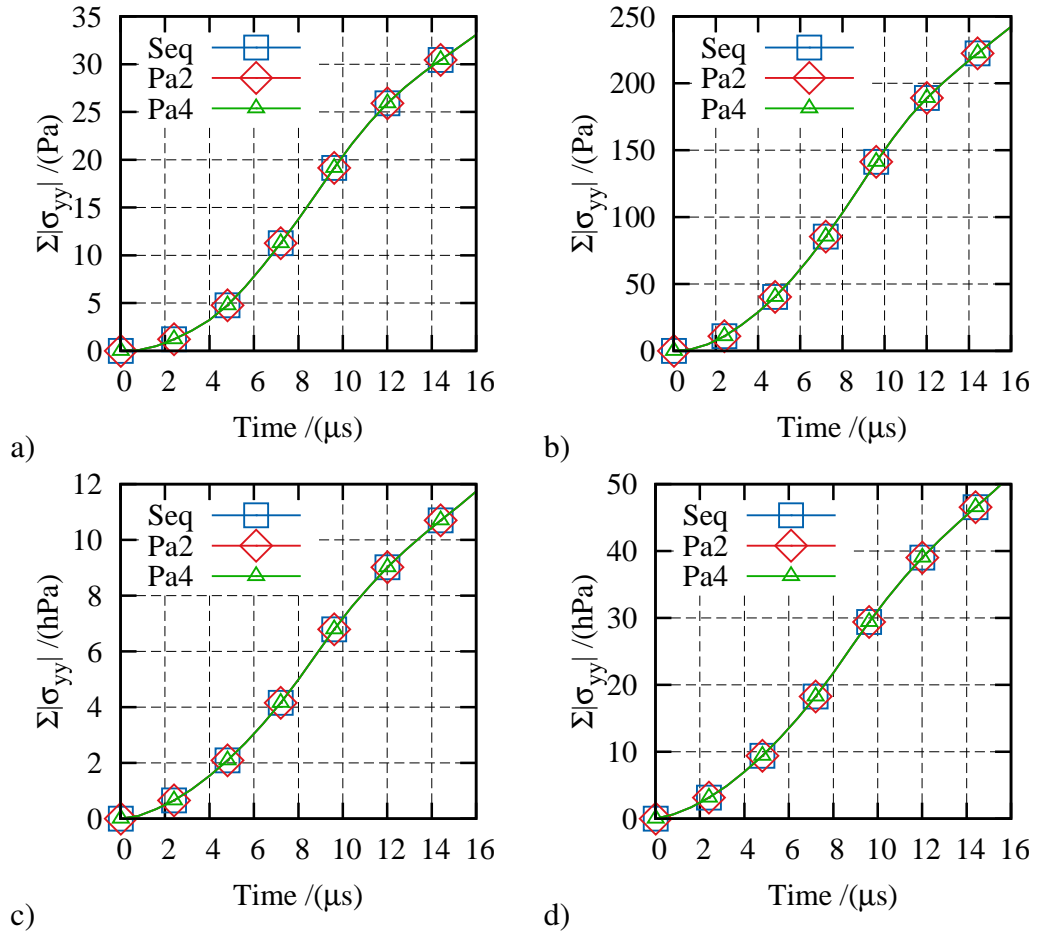 35
30
25
20
15
10
5
0
Σ|σyy| /(Pa)
Seq
Pa2
Pa4
0 2 4 6 8 10 12 14 16
Time /(μs)
a)
250
200
150
100
50
0
Σ|σyy| /(Pa)
Seq
Pa2
Pa4
0 2 4 6 8 10 12 14 16
Time /(μs)
b)
12
10
8
6
4
2
0
Σ|σyy| /(hPa)
Seq
Pa2
Pa4
0 2 4 6 8 10 12 14 16
Time /(μs)
c)
50
40
30
20
10
0
Σ|σyy| /(hPa)
Seq
Pa2
Pa4
0 2 4 6 8 10 12 14 16
Time /(μs)
d)